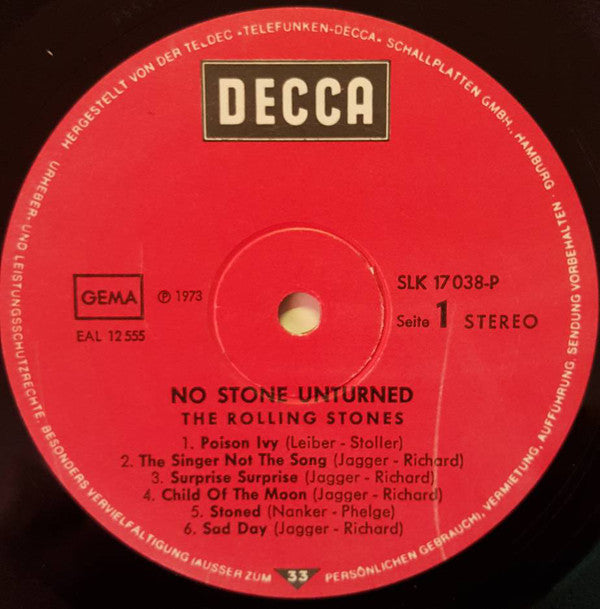 HERGESTELLT VON DER TELDEC »TELEFUNKEN-DECCA« SCHALLPLATTEN GMBH., HAMBURG
DECCA
GEMA
EAL 12 555
℗ 1973
SLK 17 038-P
Seite 1 STEREO
NO STONE UNTURNED
THE ROLLING STONES
1. Poison Ivy (Leiber - Stoller)
2. The Singer Not The Song (Jagger - Richard)
3. Surprise Surprise (Jagger - Richard)
4. Child Of The Moon (Jagger - Richard)
5. Stoned (Nanker - Phelge)
6. Sad Day (Jagger - Richard)
URHEBER- UND LEISTUNGSSCHUTZRECHTE, BESONDERS VERVIELFÄLTIGUNG (AUSSER ZUM PERSÖNLICHEN GEBRAUCH), VERMIETUNG, AUFFÜHRUNG, SENDUNG VORBEHALTEN
33